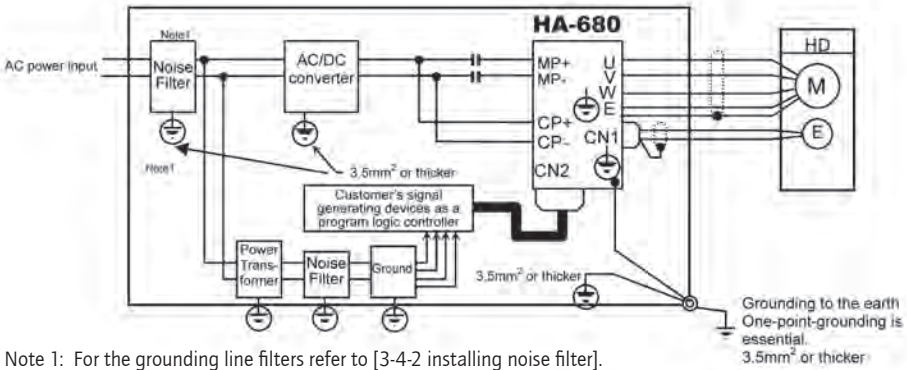 HA-680
Note1
AC power input
Noise
Filter
AC/DC
converter
MP+
MP-
U
V
W
E
CP+
CP-
CN1
CN2
HD
M
E
Note1
3.5mm² or thicker
Customer's signal
generating devices as a
program logic controller
Power
Trans-
former
Noise
Filter
Ground
3.5mm² or thicker
Grounding to the earth
One-point-grounding is
essential.
3.5mm² or thicker
Note 1: For the grounding line filters refer to [3-4-2 installing noise filter].